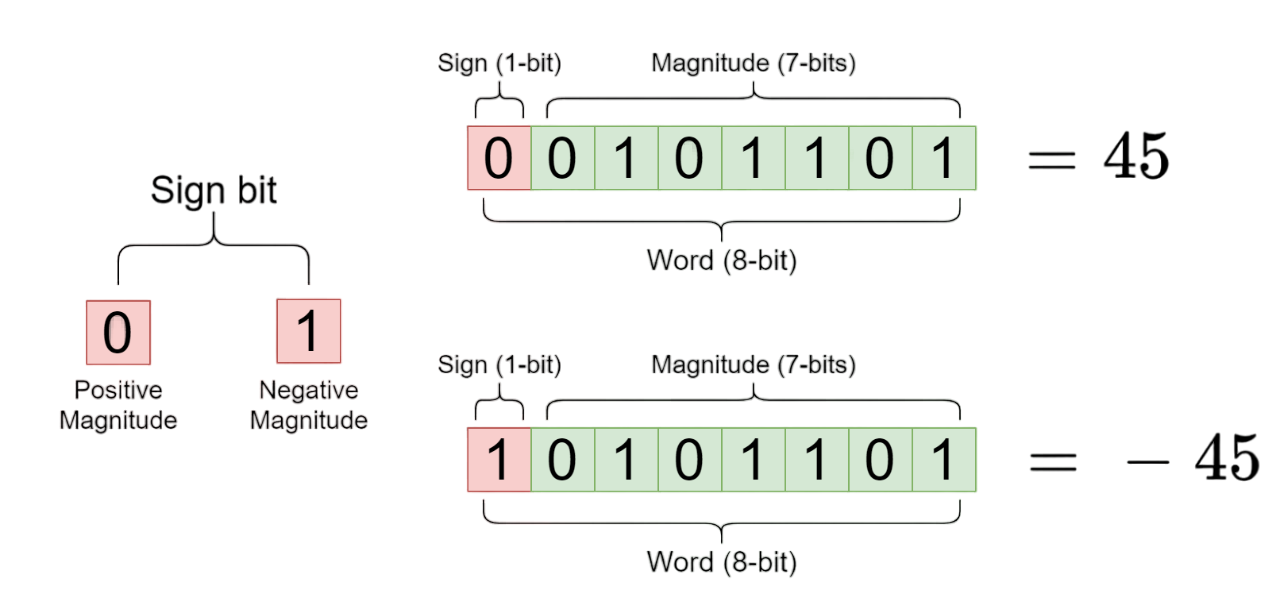 Sign bit
0 1
Positive
Magnitude
Negative
Magnitude
Sign (1-bit) Magnitude (7-bits)
0 0 1 0 1 1 0 1 = 45
Word (8-bit)
Sign (1-bit) Magnitude (7-bits)
1 0 1 0 1 1 0 1 = − 45
Word (8-bit)